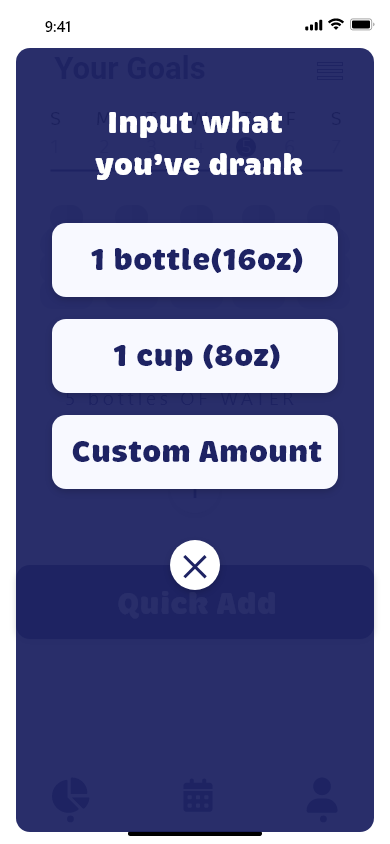 9:41
Your Goals
S M F S
Input what
you’ve drank
1 bottle(16oz)
1 cup (8oz)
5 bottles OF WATER
Custom Amount
Quick Add